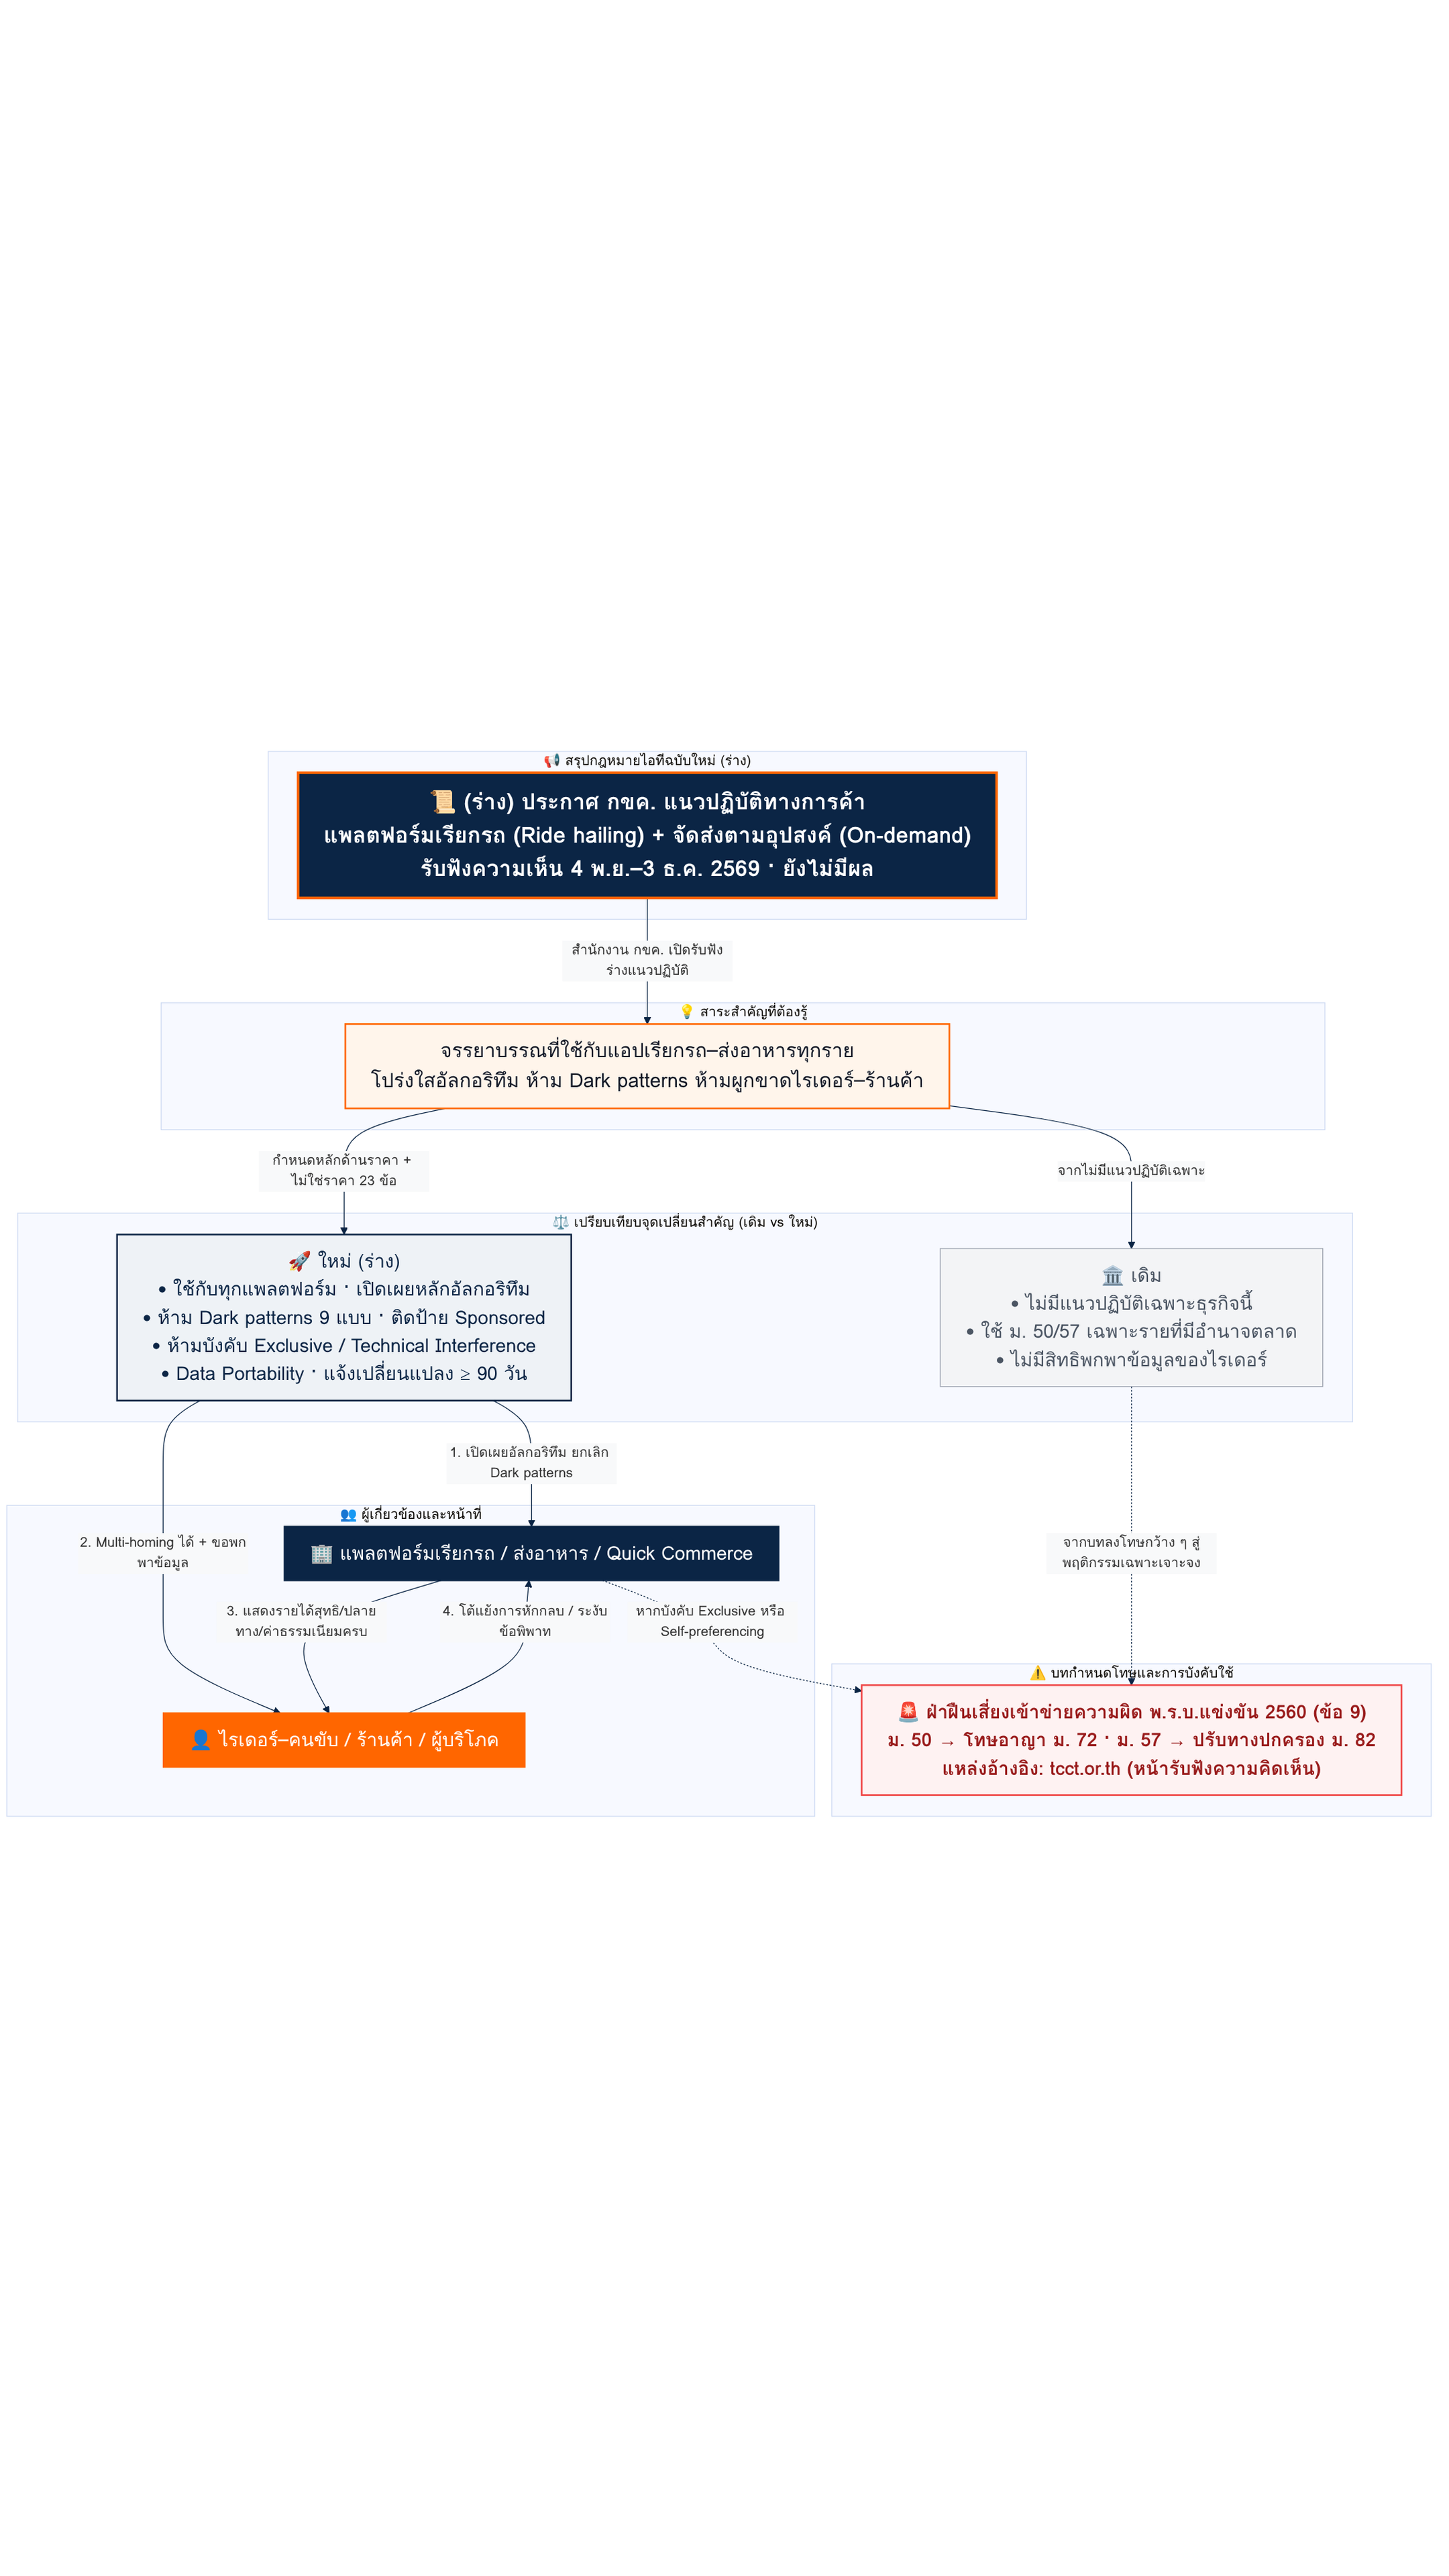 📢 สรุปกฎหมายไอทีฉบับใหม่ (ร่าง)
📜 (ร่าง) ประกาศ กขค. แนวปฏิบัติทางการค้า
แพลตฟอร์มเรียกรถ (Ride hailing) + จัดส่งตามอุปสงค์ (On-demand)
รับฟังความเห็น 4 พ.ย.–3 ธ.ค. 2569 · ยังไม่มีผล
สำนักงาน กขค. เปิดรับฟัง
ร่างแนวปฏิบัติ
💡 สาระสำคัญที่ต้องรู้
จรรยาบรรณที่ใช้กับแอปเรียกรถ–ส่งอาหารทุกราย
โปร่งใสอัลกอริทึม ห้าม Dark patterns ห้ามผูกขาดไรเดอร์–ร้านค้า
กำหนดหลักด้านราคา +
ไม่ใช่ราคา 23 ข้อ
จากไม่มีแนวปฏิบัติเฉพาะ
⚖️ เปรียบเทียบจุดเปลี่ยนสำคัญ (เดิม vs ใหม่)
🚀 ใหม่ (ร่าง)
• ใช้กับทุกแพลตฟอร์ม · เปิดเผยหลักอัลกอริทึม
• ห้าม Dark patterns 9 แบบ · ติดป้าย Sponsored
• ห้ามบังคับ Exclusive / Technical Interference
• Data Portability · แจ้งเปลี่ยนแปลง ≥ 90 วัน
🏛️ เดิม
• ไม่มีแนวปฏิบัติเฉพาะธุรกิจนี้
• ใช้ ม. 50/57 เฉพาะรายที่มีอำนาจตลาด
• ไม่มีสิทธิพกพาข้อมูลของไรเดอร์
1. เปิดเผยอัลกอริทึม ยกเลิก
Dark patterns
👥 ผู้เกี่ยวข้องและหน้าที่
2. Multi-homing ได้ + ขอพก
พาข้อมูล
🏢 แพลตฟอร์มเรียกรถ / ส่งอาหาร / Quick Commerce
จากบทลงโทษกว้าง ๆ สู่
พฤติกรรมเฉพาะเจาะจง
3. แสดงรายได้สุทธิ/ปลาย
ทาง/ค่าธรรมเนียมครบ
4. โต้แย้งการหักกลบ / ระงับ
ข้อพิพาท
หากบังคับ Exclusive หรือ
Self-preferencing
👤 ไรเดอร์–คนขับ / ร้านค้า / ผู้บริโภค
⚠️ บทกำหนดโทษและการบังคับใช้
🚨 ฝ่าฝืนเสี่ยงเข้าข่ายความผิด พ.ร.บ.แข่งขัน 2560 (ข้อ 9)
ม. 50 → โทษอาญา ม. 72 · ม. 57 → ปรับทางปกครอง ม. 82
แหล่งอ้างอิง: tcct.or.th (หน้ารับฟังความคิดเห็น)